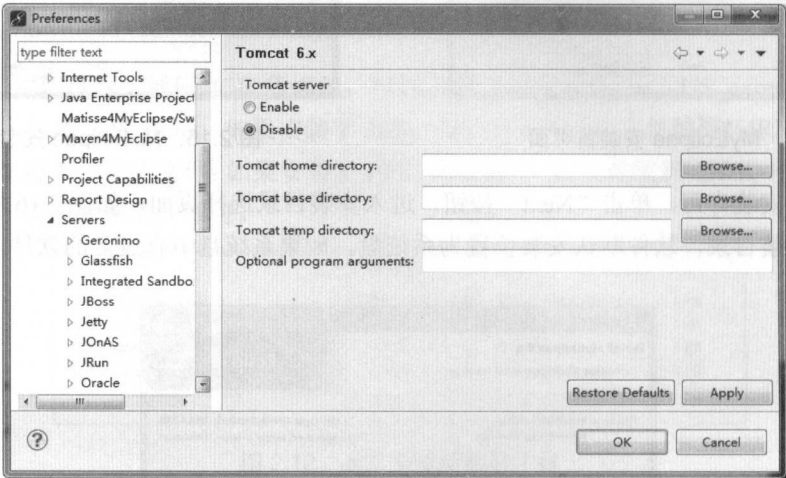 Preferences
type filter text
Internet Tools
Java Enterprise Project
Matisse4MyEclipse/Sw
Maven4MyEclipse
Profiler
Project Capabilities
Report Design
Servers
Geronimo
Glassfish
Integrated Sandbo
JBoss
Jetty
JOnAS
JRun
Oracle
Tomcat 6.x
Tomcat server
Enable
Disable
Tomcat home directory:
Browse...
Tomcat base directory:
Browse...
Tomcat temp directory:
Browse...
Optional program arguments:
Restore Defaults
Apply
OK
Cancel